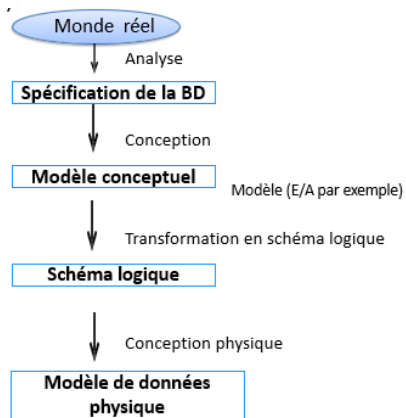 Monde réel
Analyse
Spécification de la BD
Conception
Modèle conceptuel
Modèle (E/A par exemple)
Transformation en schéma logique
Schéma logique
Conception physique
Modèle de données
physique